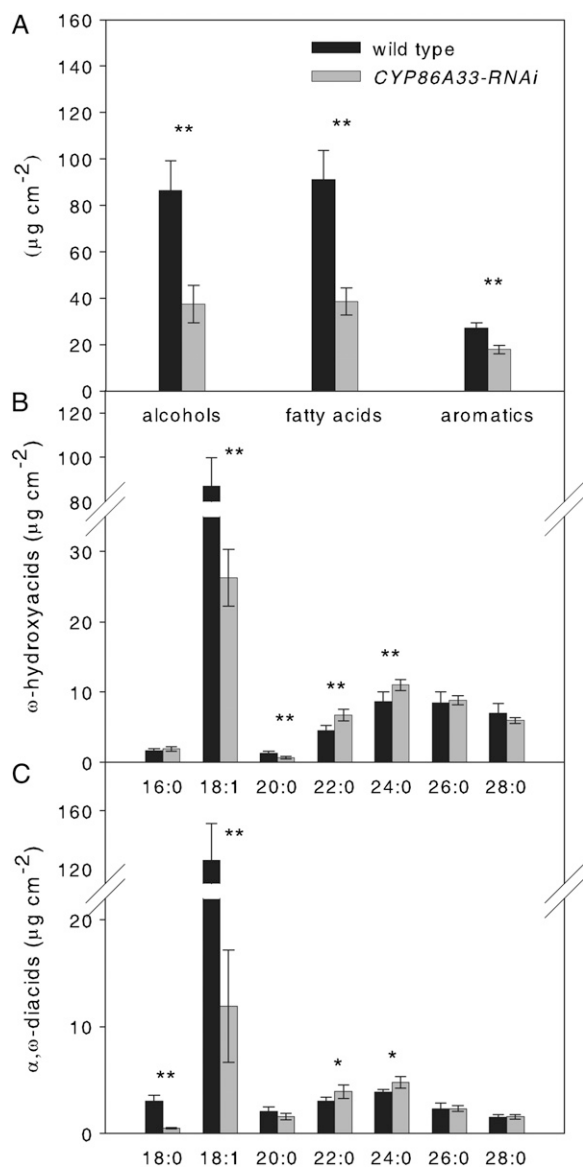 A
160
140
120
100
80
60
40
20
0
(μg cm⁻²)
wild type
CYP86A33-RNAi
**
**
**
alcohols fatty acids aromatics
B
120
100
80
30
20
10
0
ω-hydroxyacids (μg cm⁻²)
**
**
**
**
16:0 18:1 20:0 22:0 24:0 26:0 28:0
C
160
120
20
10
0
α,ω-diacids (μg cm⁻²)
**
**
*
*
18:0 18:1 20:0 22:0 24:0 26:0 28:0